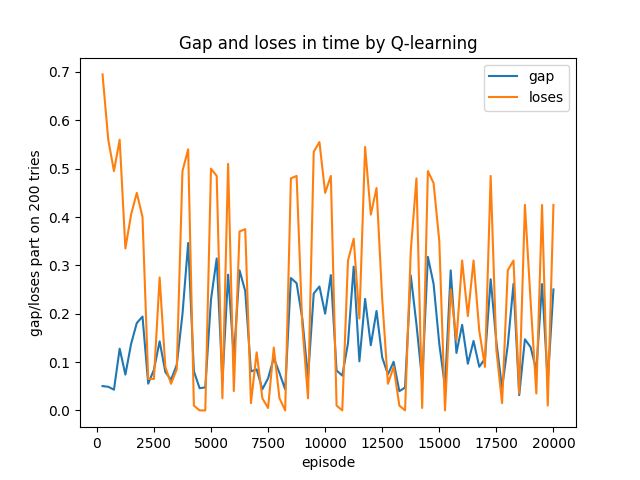 Gap and loses in time by Q-learning
gap
loses
gap/loses part on 200 tries
0.7
0.6
0.5
0.4
0.3
0.2
0.1
0.0
0 2500 5000 7500 10000 12500 15000 17500 20000
episode